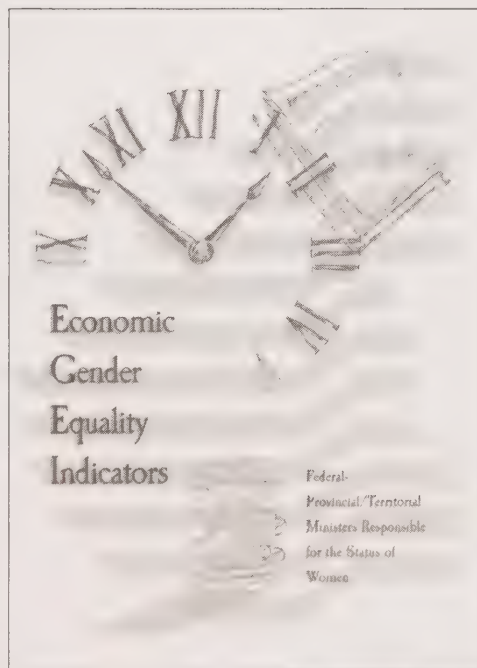 XII
XI
I
X
II
IX
III
Economic
Gender
Equality
Indicators
Federal-
Provincial/Territorial
Ministers Responsible
for the Status of
Women